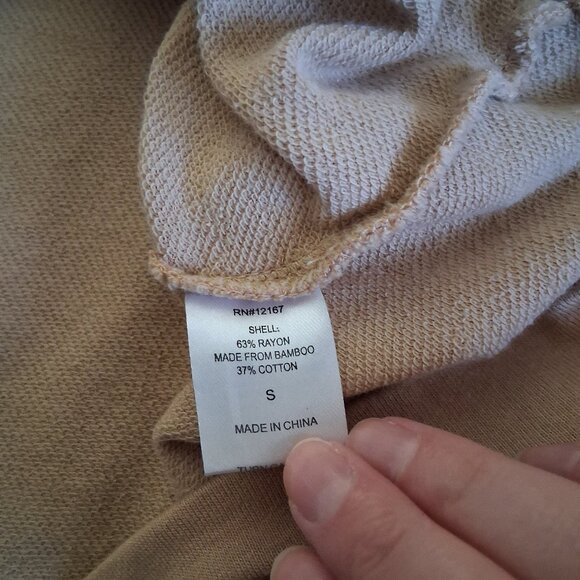 RN#12167
SHELL:
63% RAYON
MADE FROM BAMBOO
37% COTTON
S
MADE IN CHINA